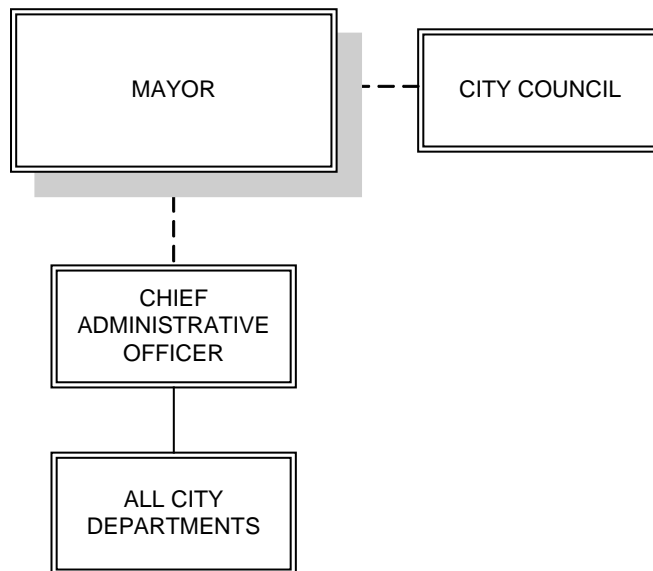 MAYOR
CITY COUNCIL
CHIEF
ADMINISTRATIVE
OFFICER
ALL CITY
DEPARTMENTS